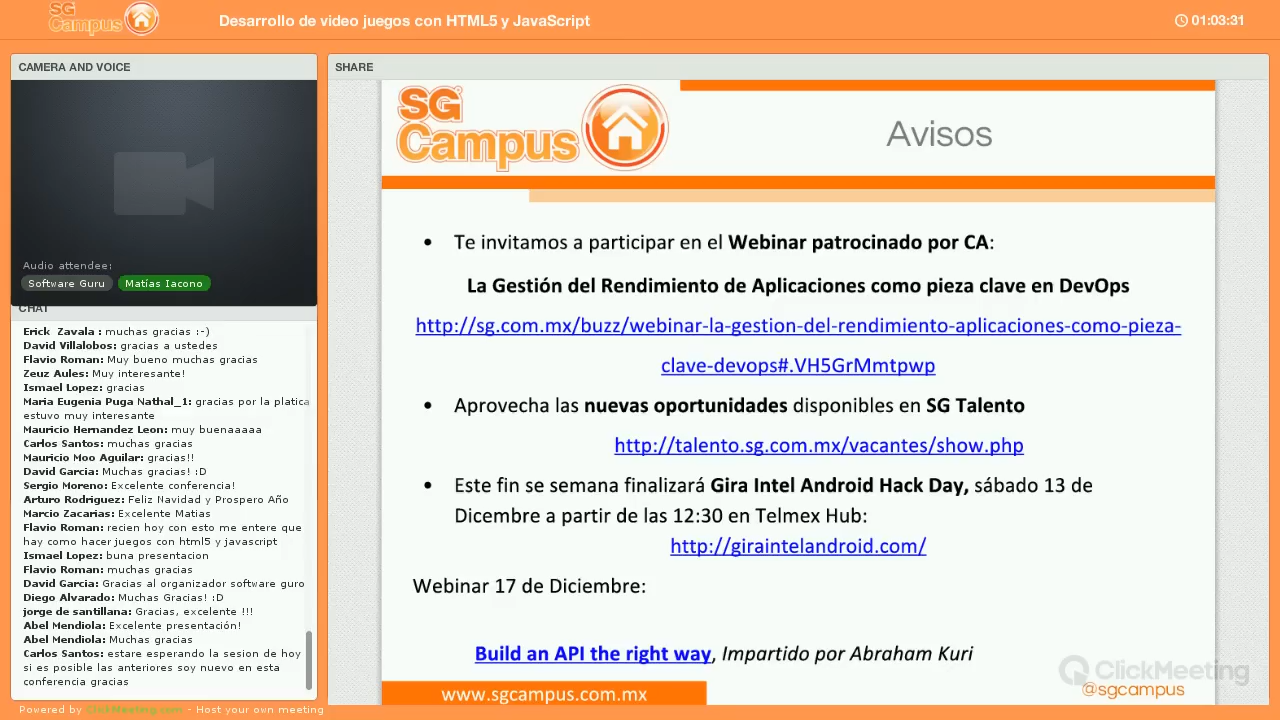 SG
Campus
Desarrollo de video juegos con HTML5 y JavaScript
01:03:31
CAMERA AND VOICE
Audio attendee:
Software Guru
Matías Iacono
CHAT
Erick Zavala : muchas gracias :-)
David Villalobos: gracias a ustedes
Flavio Roman: Muy bueno muchas gracias
Zeuz Aules: Muy interesante!
Ismael Lopez: gracias
Maria Eugenia Puga Nathal_1: gracias por la platica
estuvo muy interesante
Mauricio Hernandez Leon: muy buenaaaaa
Carlos Santos: muchas gracias
Mauricio Moo Aguilar: gracias!!
David Garcia: Muchas gracias! :D
Sergio Moreno: Excelente conferencia!
Arturo Rodriguez: Feliz Navidad y Prospero Año
Marcio Zacarias: Excelente Matias
Flavio Roman: recien hoy con esto me entere que
hay como hacer juegos con html5 y javascript
Ismael Lopez: buna presentacion
Flavio Roman: muchas gracias
David Garcia: Gracias al organizador software guro
Diego Alvarado: Muchas Gracias! :D
jorge de santillana: Gracias, excelente !!!
Abel Mendiola: Excelente presentación!
Abel Mendiola: Muchas gracias
Carlos Santos: estare esperando la sesion de hoy
si es posible las anteriores soy nuevo en esta
conferencia gracias
Powered by ClickMeeting.com - Host your own meeting
SHARE
SG
Campus
Avisos
• Te invitamos a participar en el Webinar patrocinado por CA:
La Gestión del Rendimiento de Aplicaciones como pieza clave en DevOps
http://sg.com.mx/buzz/webinar-la-gestion-del-rendimiento-aplicaciones-como-pieza-
clave-devops#.VH5GrMmtpwp
• Aprovecha las nuevas oportunidades disponibles en SG Talento
http://talento.sg.com.mx/vacantes/show.php
• Este fin se semana finalizará Gira Intel Android Hack Day, sábado 13 de
Dicembre a partir de las 12:30 en Telmex Hub:
http://giraintelandroid.com/
Webinar 17 de Diciembre:
Build an API the right way, Impartido por Abraham Kuri
ClickMeeting
www.sgcampus.com.mx
@sgcampus